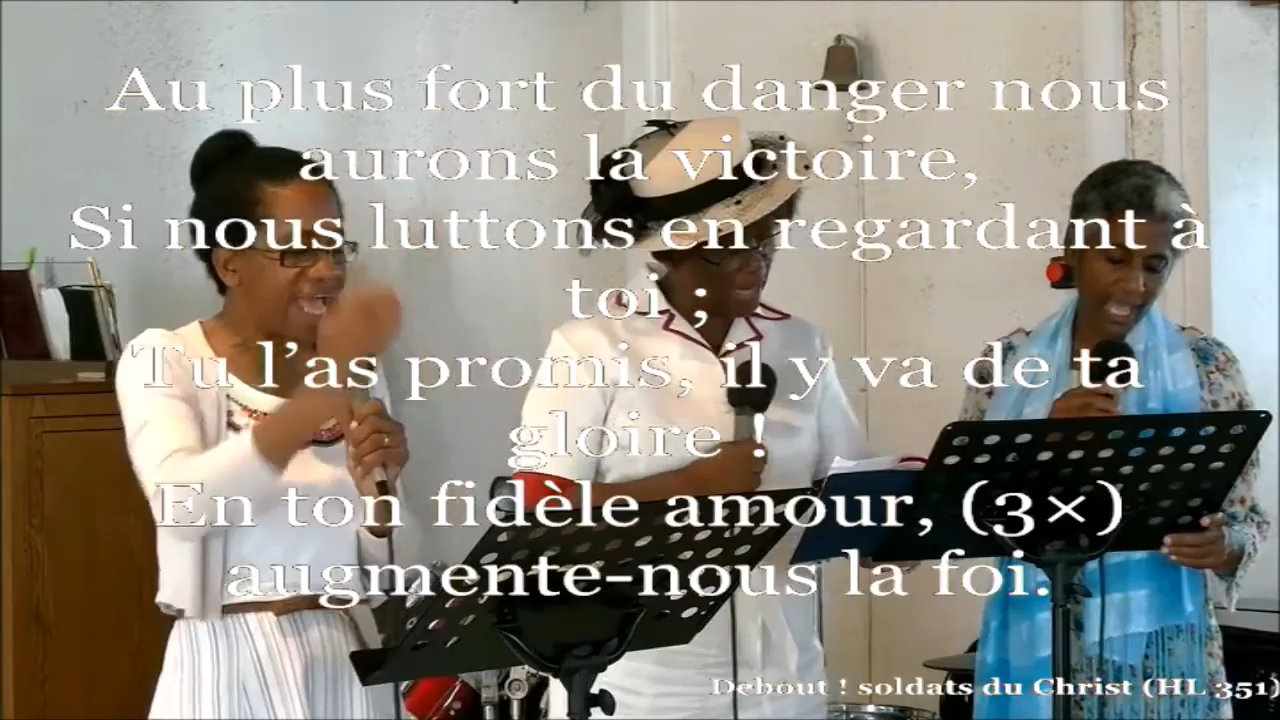 Au plus fort du danger nous
aurons la victoire,
Si nous luttons en regardant à
toi ;
Tu l’as promis, il y va de ta
gloire !
En ton fidèle amour, (3×)
augmente-nous la foi.
Debout ! soldats du Christ (HL 351)